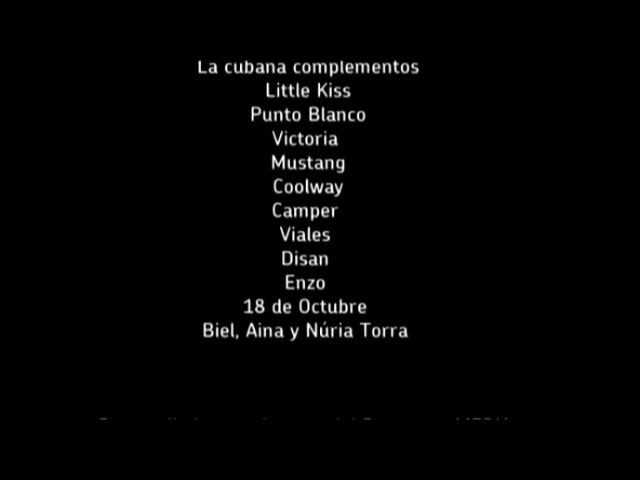 La cubana complementos
Little Kiss
Punto Blanco
Victoria
Mustang
Coolway
Camper
Viales
Disan
Enzo
18 de Octubre
Biel, Aina y Núria Torra